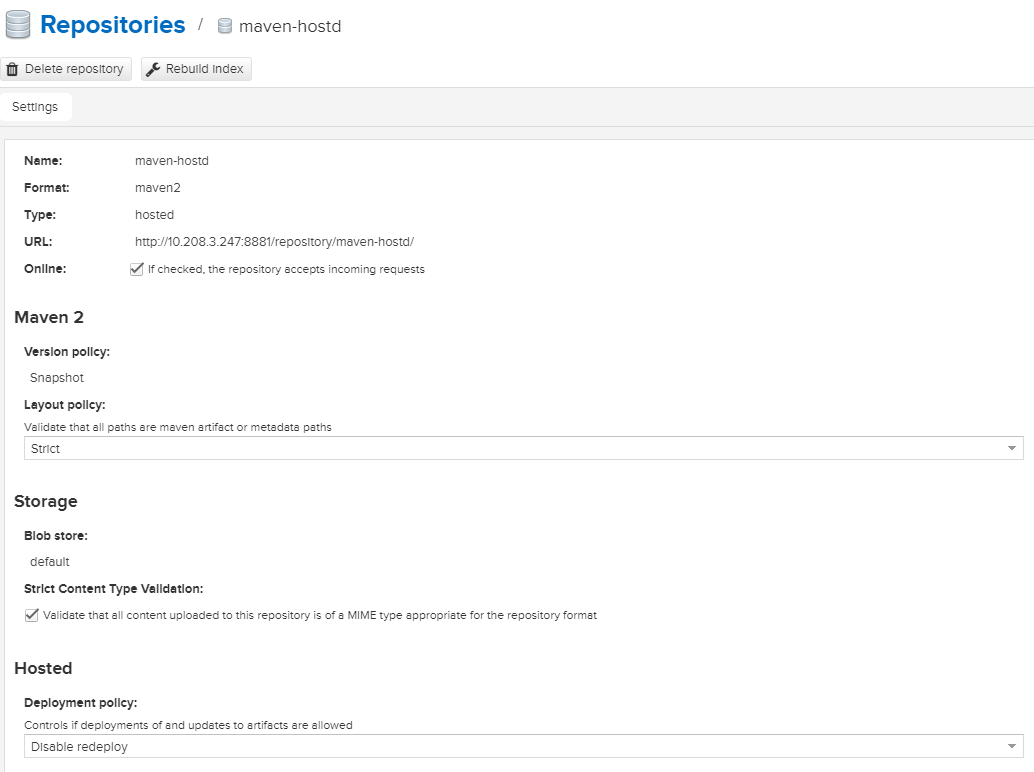 Repositories / maven-hostd
Delete repository Rebuild index
Settings
Name: maven-hostd
Format: maven2
Type: hosted
URL: http://10.208.3.247:8881/repository/maven-hostd/
Online: If checked, the repository accepts incoming requests
Maven 2
Version policy:
Snapshot
Layout policy:
Validate that all paths are maven artifact or metadata paths
Strict
Storage
Blob store:
default
Strict Content Type Validation:
Validate that all content uploaded to this repository is of a MIME type appropriate for the repository format
Hosted
Deployment policy:
Controls if deployments of and updates to artifacts are allowed
Disable redeploy